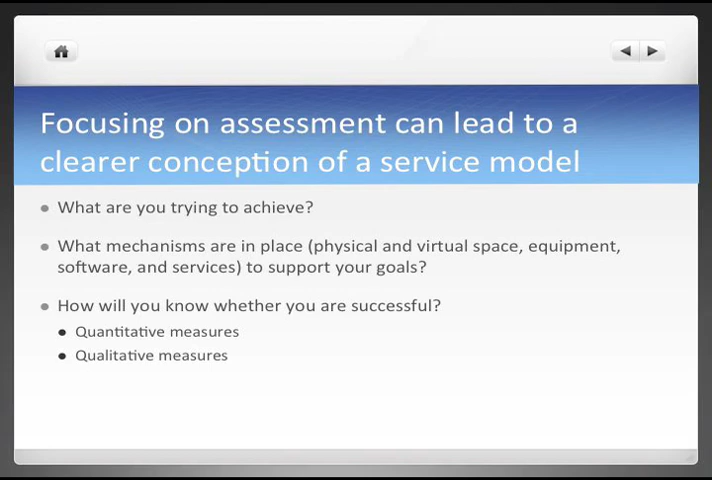 Focusing on assessment can lead to a
clearer conception of a service model
What are you trying to achieve?
What mechanisms are in place (physical and virtual space, equipment,
software, and services) to support your goals?
How will you know whether you are successful?
Quantitative measures
Qualitative measures